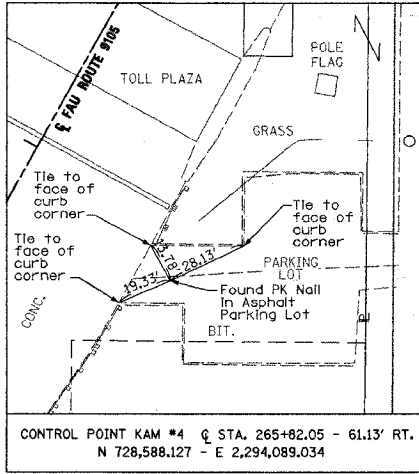 POLE
FLAG
N
TOLL PLAZA
℄ FAU ROUTE 9105
GRASS
Tie to
face of
curb
corner
Tie to
face of
curb
corner
Tie to
face of
curb
corner
13.78'
28.13'
19.33'
PARKING
LOT
Found PK Nail
in Asphalt
Parking Lot
CONC.
BIT.
CONTROL POINT KAM #4 ℄ STA. 265+82.05 - 61.13' RT.
N 728,588.127 - E 2,294,089.034